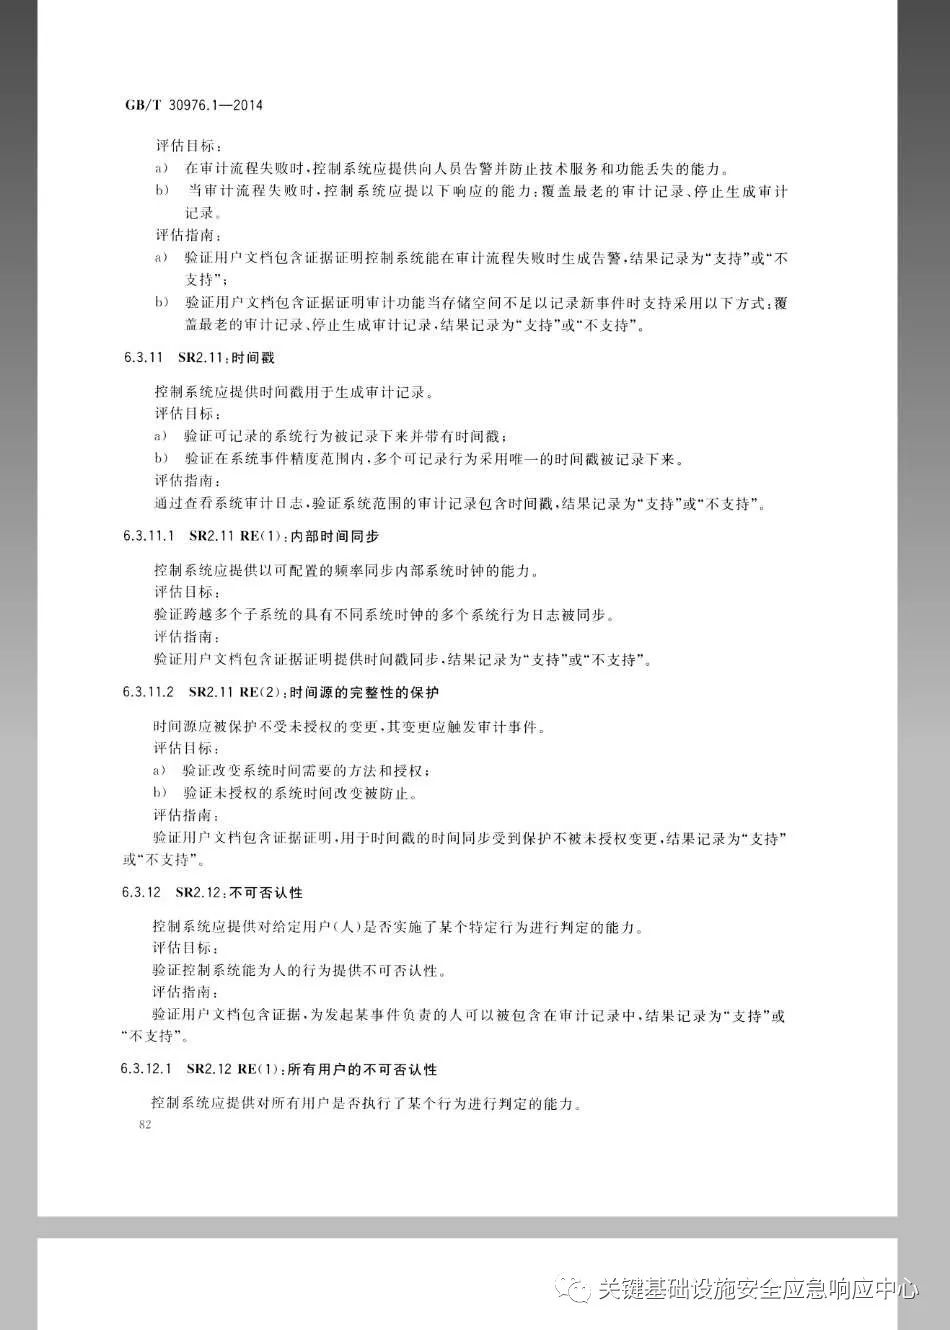 GB/T 30976.1—2014
评估目标：
a) 在审计流程失败时，控制系统应提供向人员告警并防止技术服务和功能丢失的能力。
b) 当审计流程失败时，控制系统应提以下响应的能力：覆盖最老的审计记录、停止生成审计
记录。
评估指南：
a) 验证用户文档包含证据证明控制系统能在审计流程失败时生成告警，结果记录为“支持”或“不
支持”；
b) 验证用户文档包含证据证明审计功能当存储空间不足以记录新事件时支持采用以下方式：覆
盖最老的审计记录、停止生成审计记录，结果记录为“支持”或“不支持”。
6.3.11 SR2.11：时间戳
控制系统应提供时间戳用于生成审计记录。
评估目标：
a) 验证可记录的系统行为被记录下来并带有时间戳；
b) 验证在系统事件精度范围内，多个可记录行为采用唯一的时间戳被记录下来。
评估指南：
通过查看系统审计日志，验证系统范围的审计记录包含时间戳，结果记录为“支持”或“不支持”。
6.3.11.1 SR2.11 RE(1)：内部时间同步
控制系统应提供以可配置的频率同步内部系统时钟的能力。
评估目标：
验证跨越多个子系统的具有不同系统时钟的多个系统行为日志被同步。
评估指南：
验证用户文档包含证据证明提供时间戳同步，结果记录为“支持”或“不支持”。
6.3.11.2 SR2.11 RE(2)：时间源的完整性的保护
时间源应被保护不受未授权的变更，其变更应触发审计事件。
评估目标：
a) 验证改变系统时间需要的方法和授权；
b) 验证未授权的系统时间改变被防止。
评估指南：
验证用户文档包含证据证明，用于时间戳的时间同步受到保护不被未授权变更，结果记录为“支持”
或“不支持”。
6.3.12 SR2.12：不可否认性
控制系统应提供对给定用户(人)是否实施了某个特定行为进行判定的能力。
评估目标：
验证控制系统能为人的行为提供不可否认性。
评估指南：
验证用户文档包含证据，为发起某事件负责的人可以被包含在审计记录中，结果记录为“支持”或
“不支持”。
6.3.12.1 SR2.12 RE(1)：所有用户的不可否认性
控制系统应提供对所有用户是否执行了某个行为进行判定的能力。
82
关键基础设施安全应急响应中心